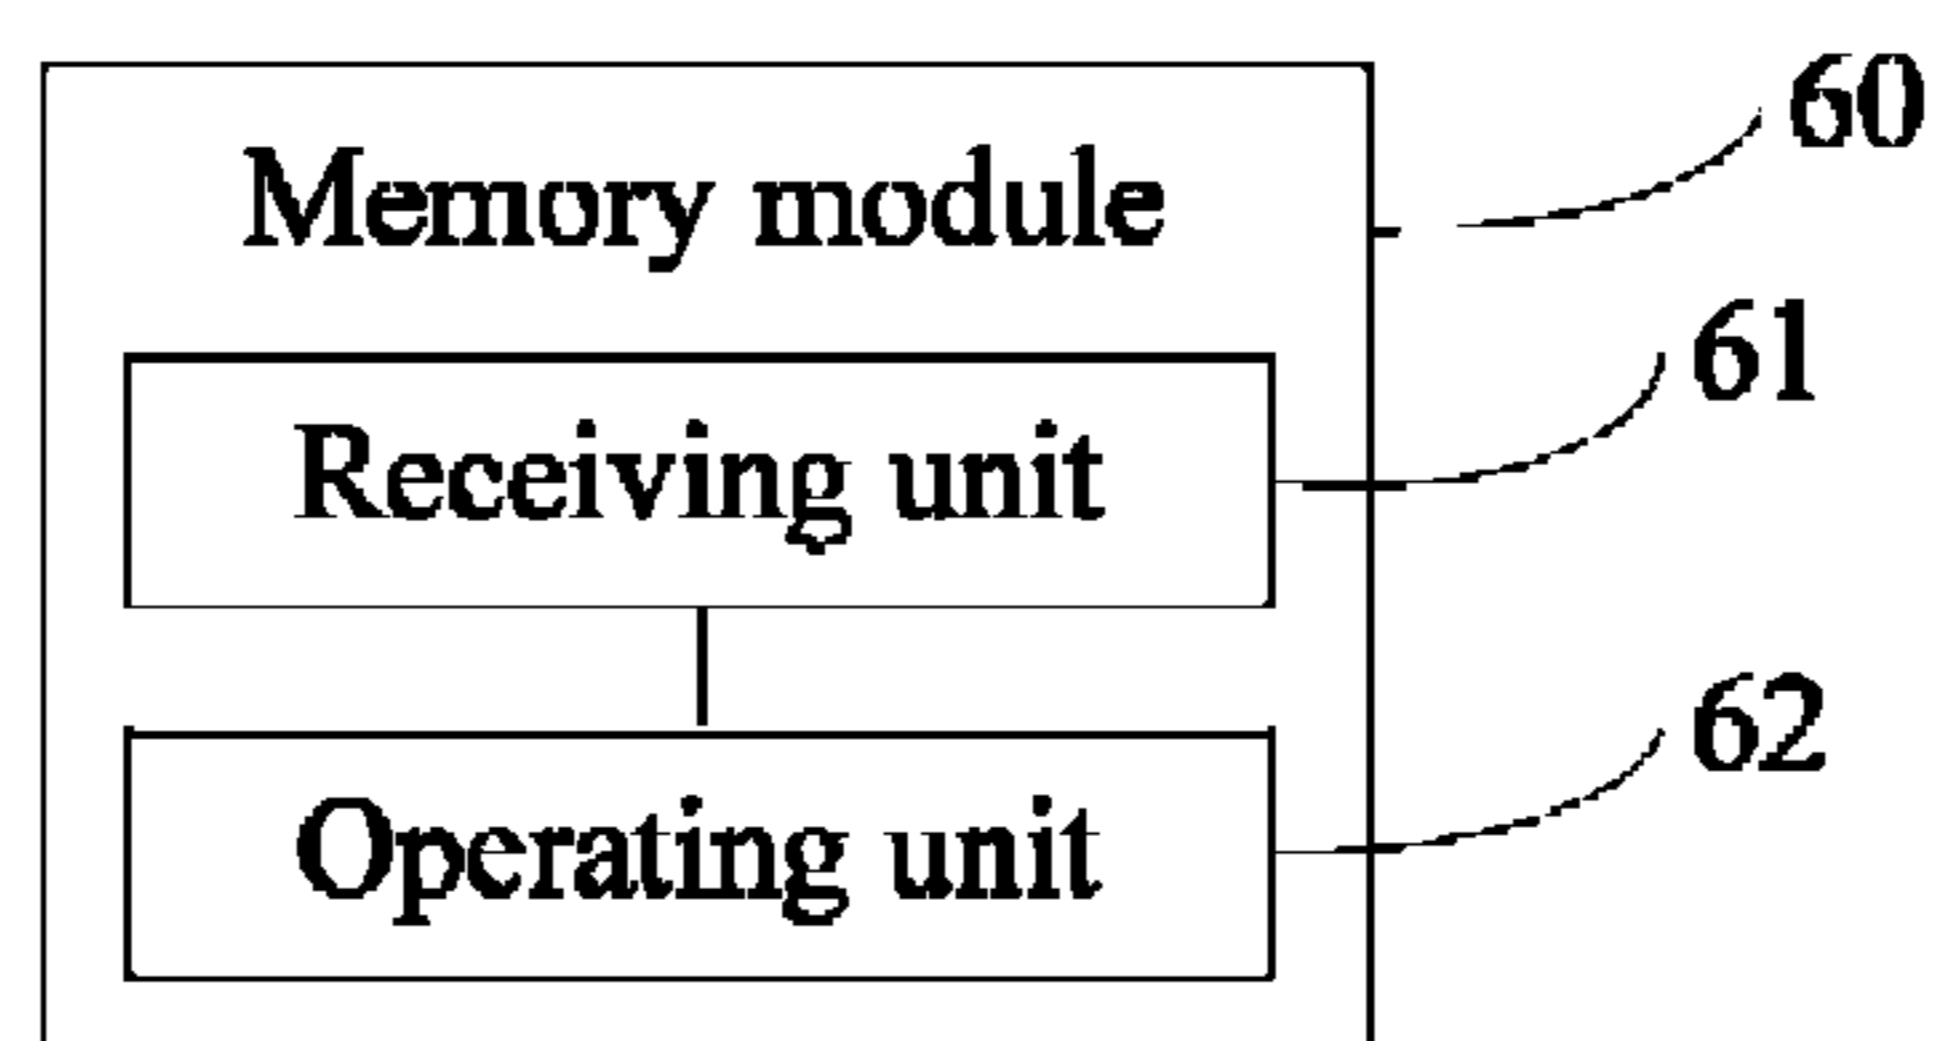 60
Memory module
61
Receiving unit
62
Operating unit